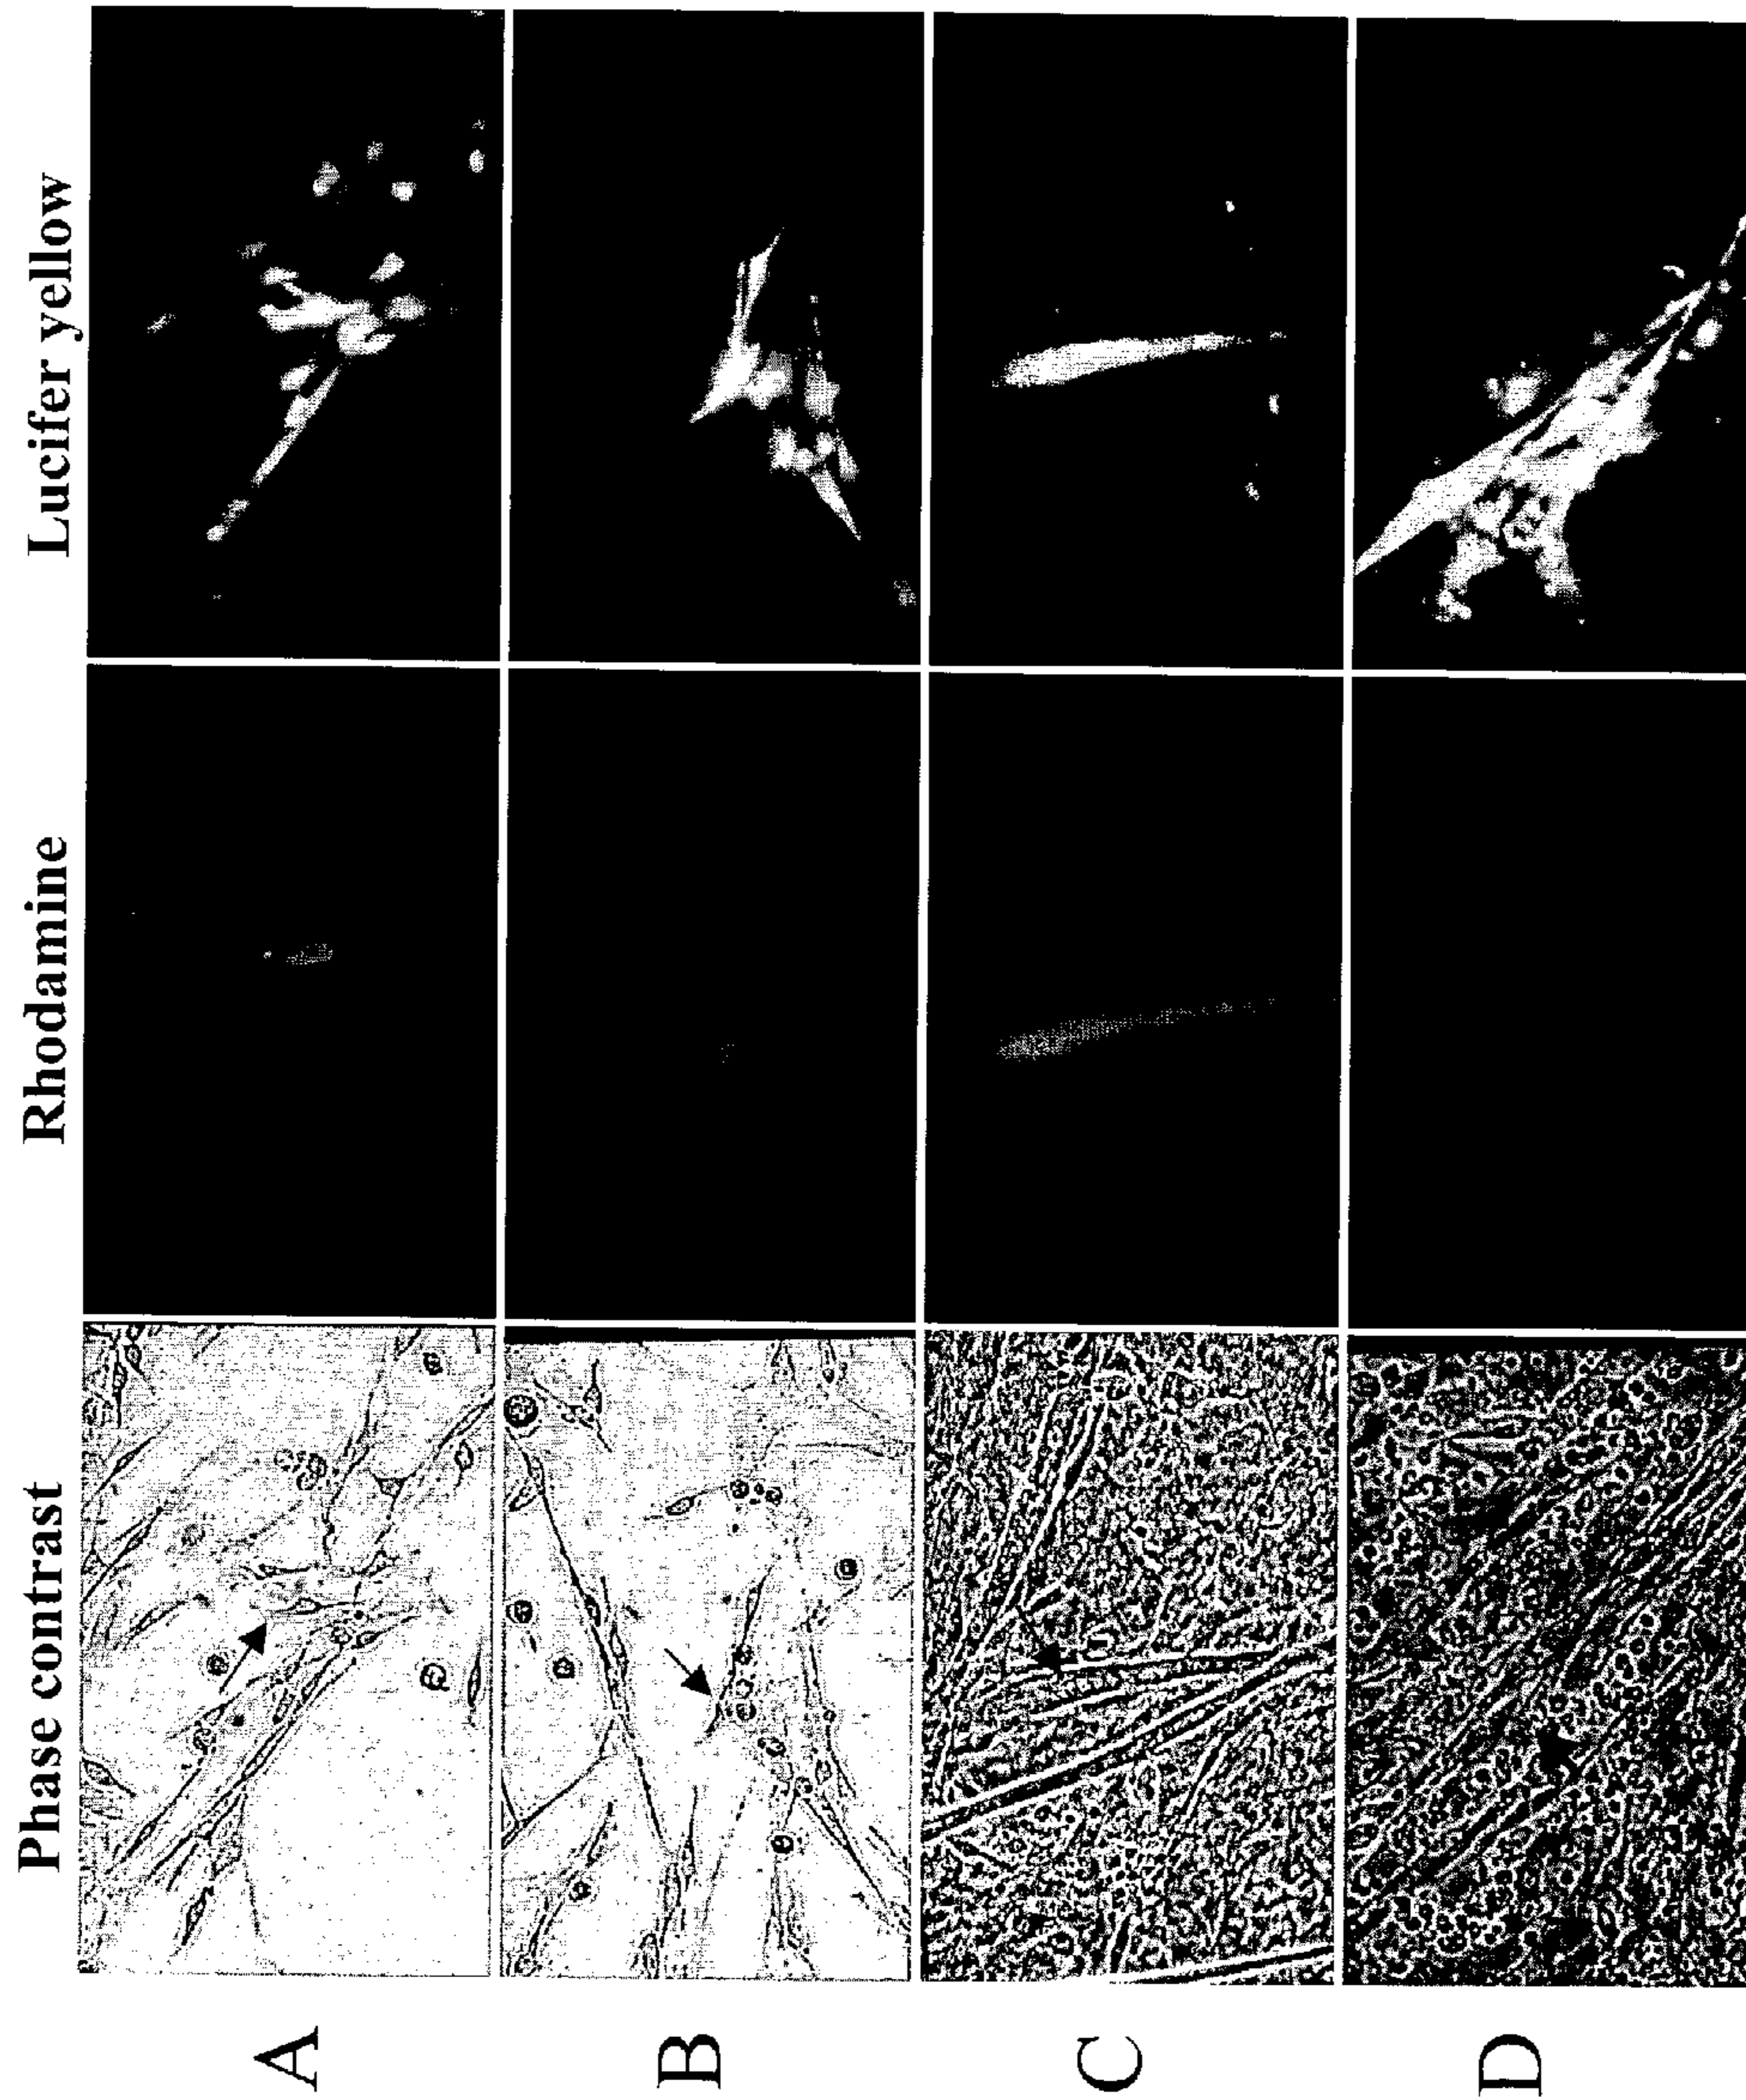 Phase contrast
Rhodamine
Lucifer yellow
A
B
C
D